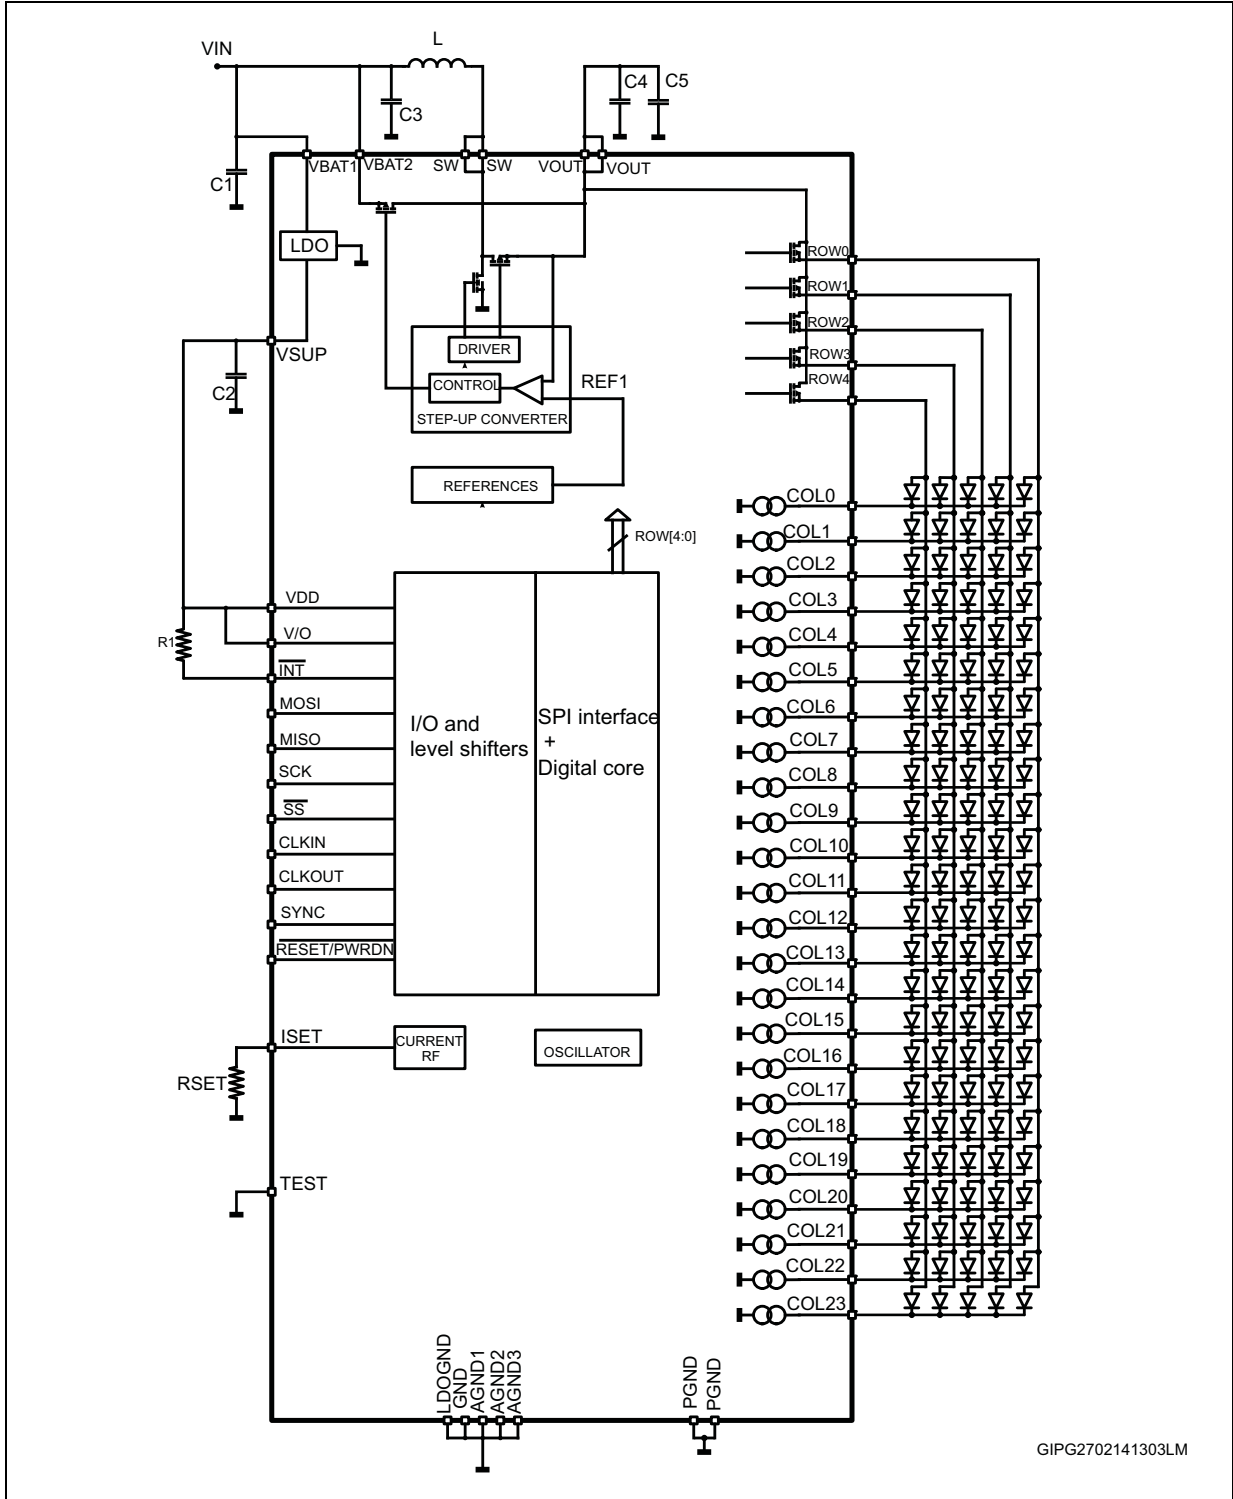 L
VIN
C4
C5
C3
VBAT1
VBAT2
SW
SW
VOUT
VOUT
C1
LDO
ROW0
ROW1
ROW2
ROW3
ROW4
VSUP
C2
DRIVER
CONTROL
REF1
STEP-UP CONVERTER
REFERENCES
ROW[4:0]
COL0
COL1
COL2
COL3
COL4
COL5
COL6
COL7
COL8
COL9
COL10
COL11
COL12
COL13
COL14
COL15
COL16
COL17
COL18
COL19
COL20
COL21
COL22
COL23
VDD
V/O
R1
INT
MOSI
MISO
SCK
SS
CLKIN
CLKOUT
SYNC
RESET/PWRDN
I/O and
level shifters
SPI interface
+
Digital core
ISET
RSET
CURRENT
RF
OSCILLATOR
TEST
LDOGND
GND
AGND1
AGND2
AGND3
PGND
PGND
GIPG2702141303LM